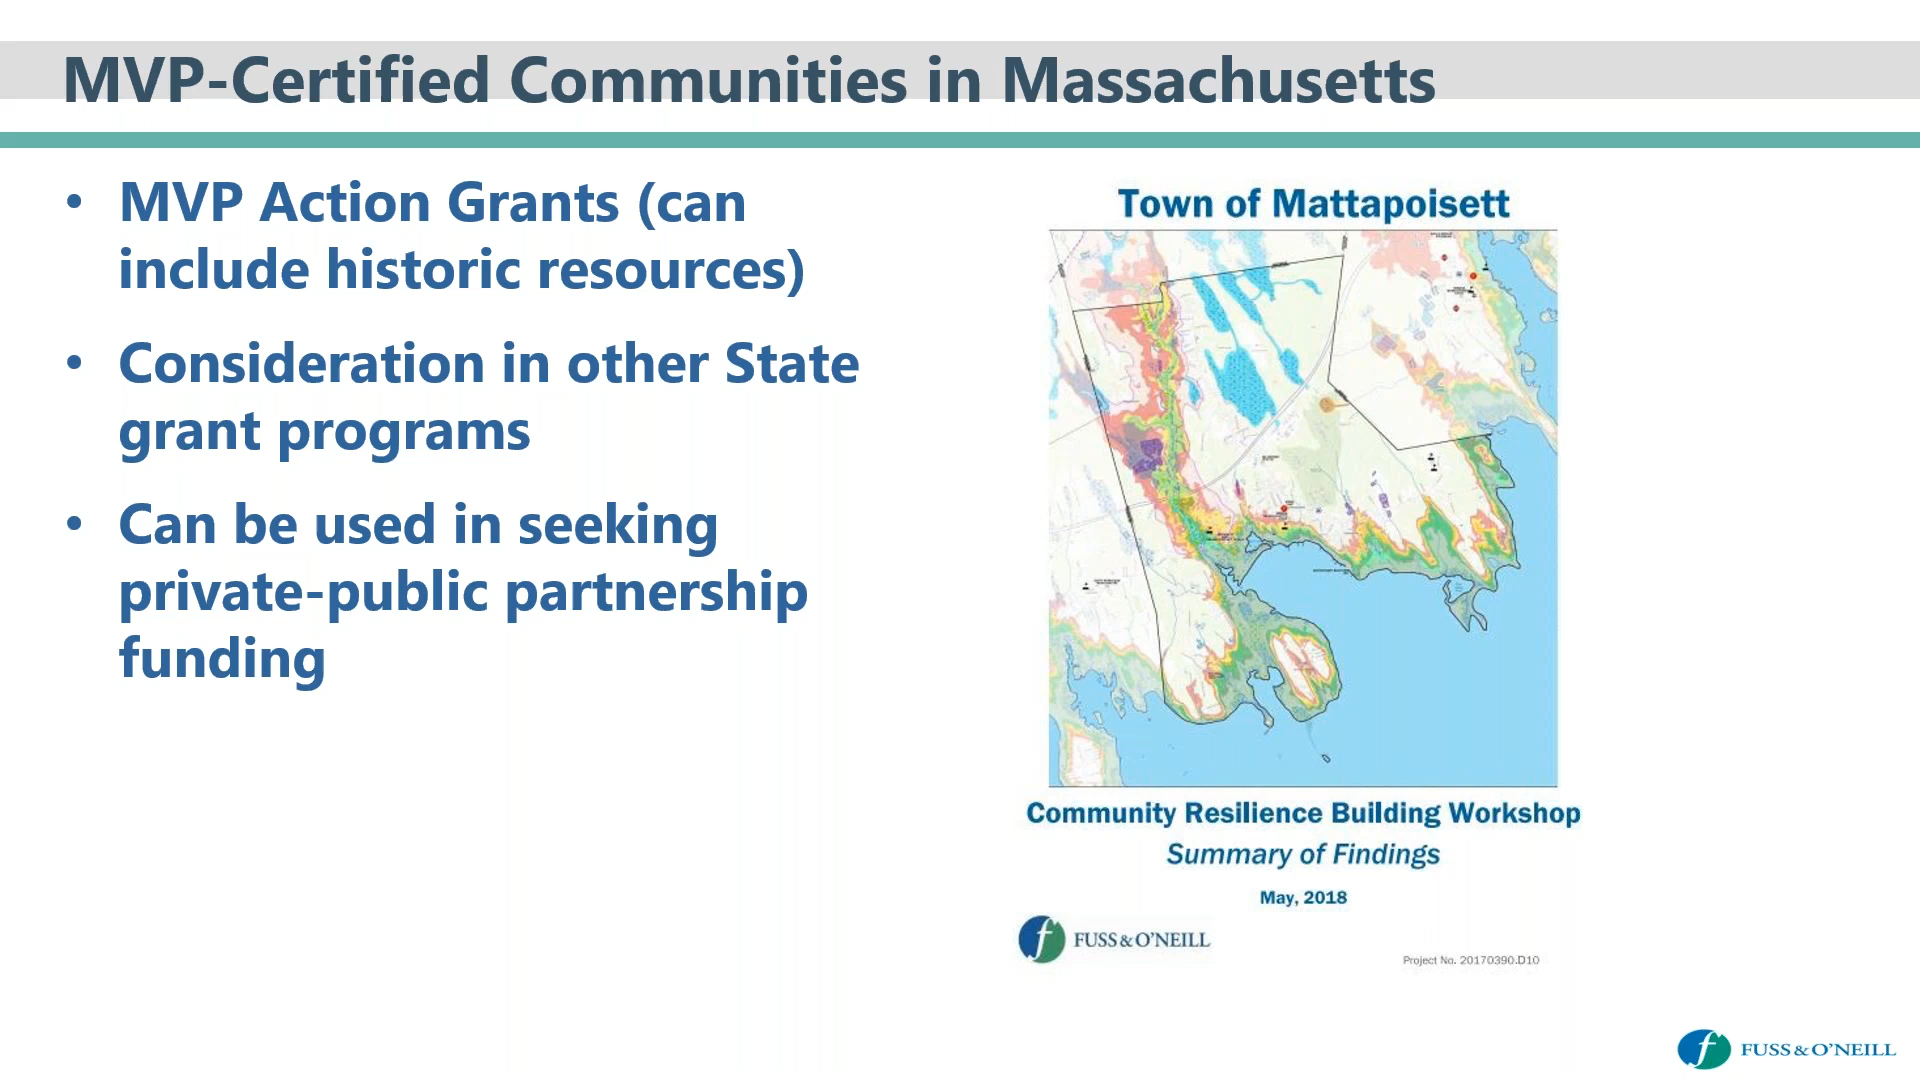 MVP-Certified Communities in Massachusetts
• MVP Action Grants (can
include historic resources)
• Consideration in other State
grant programs
• Can be used in seeking
private-public partnership
funding
Town of Mattapoisett
Community Resilience Building Workshop
Summary of Findings
May, 2018
FUSS & O'NEILL
Project No. 20170390.D10
FUSS & O'NEILL